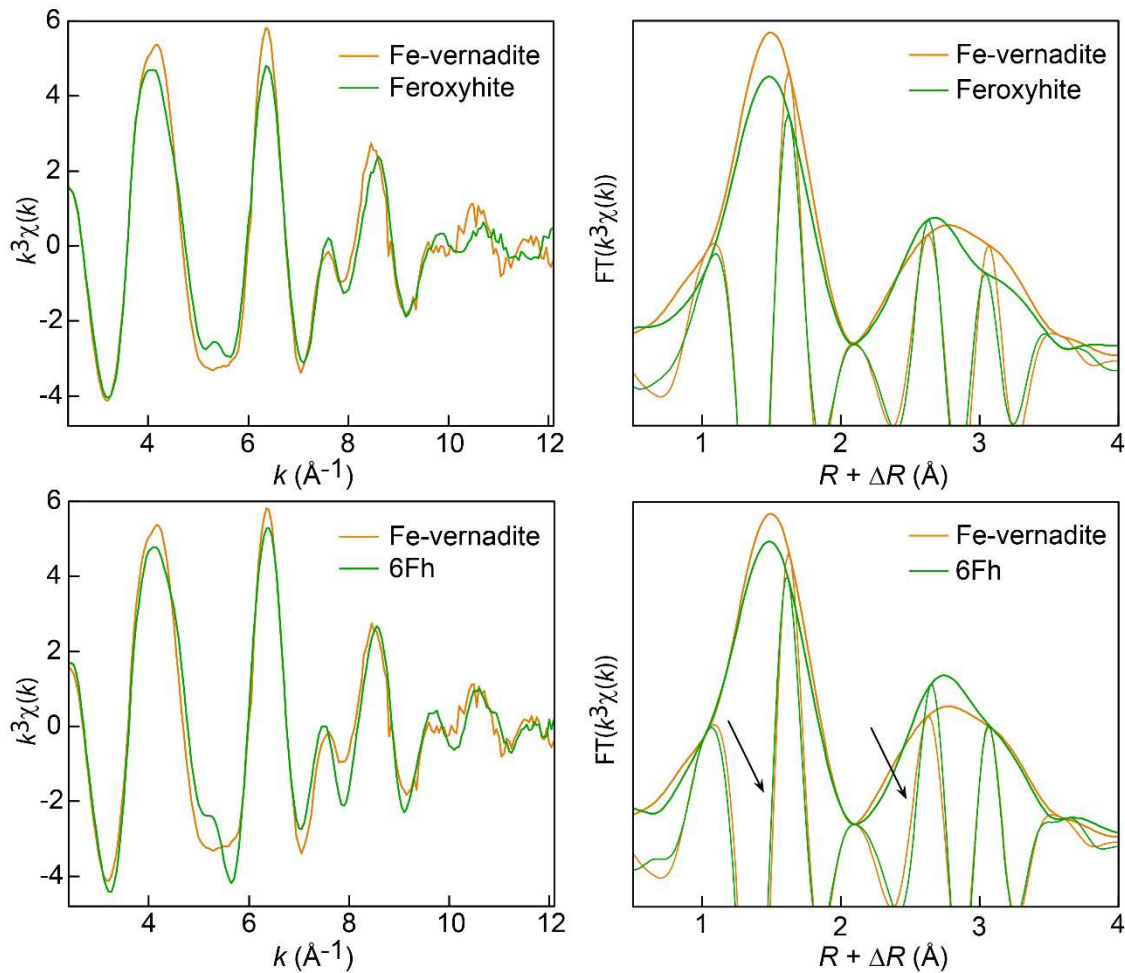 Fe-vernadite
Feroxyhite
k³χ(k)
6
4
2
0
-2
-4
4
6
8
10
12
k (Å⁻¹)
Fe-vernadite
Feroxyhite
FT(k³χ(k))
1
2
3
4
R + ΔR (Å)
Fe-vernadite
6Fh
k³χ(k)
6
4
2
0
-2
-4
4
6
8
10
12
k (Å⁻¹)
Fe-vernadite
6Fh
FT(k³χ(k))
1
2
3
4
R + ΔR (Å)